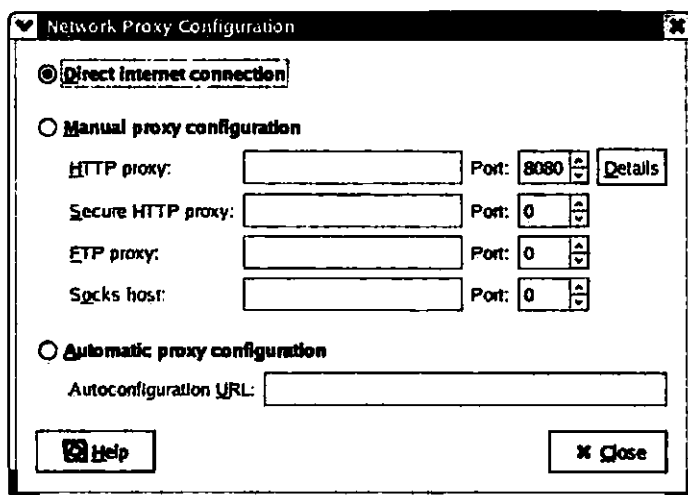 Network Proxy Configuration
Direct internet connection
Manual proxy configuration
HTTP proxy: Port: 8080 Details
Secure HTTP proxy: Port: 0
FTP proxy: Port: 0
Socks host: Port: 0
Automatic proxy configuration
Autoconfiguration URL:
Help Close